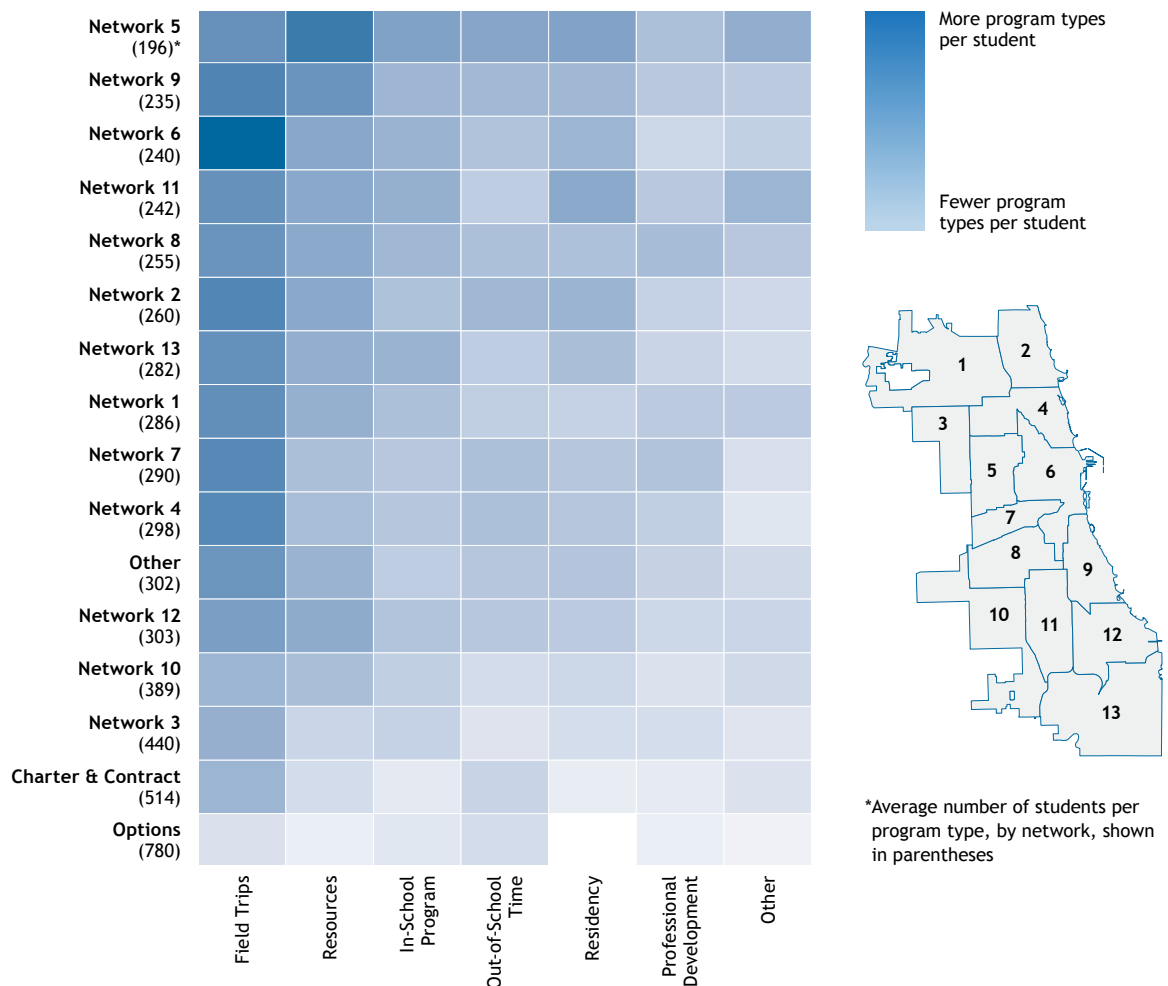 Network 5
(196)*
Network 9
(235)
Network 6
(240)
Network 11
(242)
Network 8
(255)
Network 2
(260)
Network 13
(282)
Network 1
(286)
Network 7
(290)
Network 4
(298)
Other
(302)
Network 12
(303)
Network 10
(389)
Network 3
(440)
Charter & Contract
(514)
Options
(780)
Field Trips
Resources
In-School
Program
Out-of-School
Time
Residency
Professional
Development
Other
More program types
per student
Fewer program
types per student
1
2
3
4
5
6
7
8
9
10
11
12
13
*Average number of students per
program type, by network, shown
in parentheses